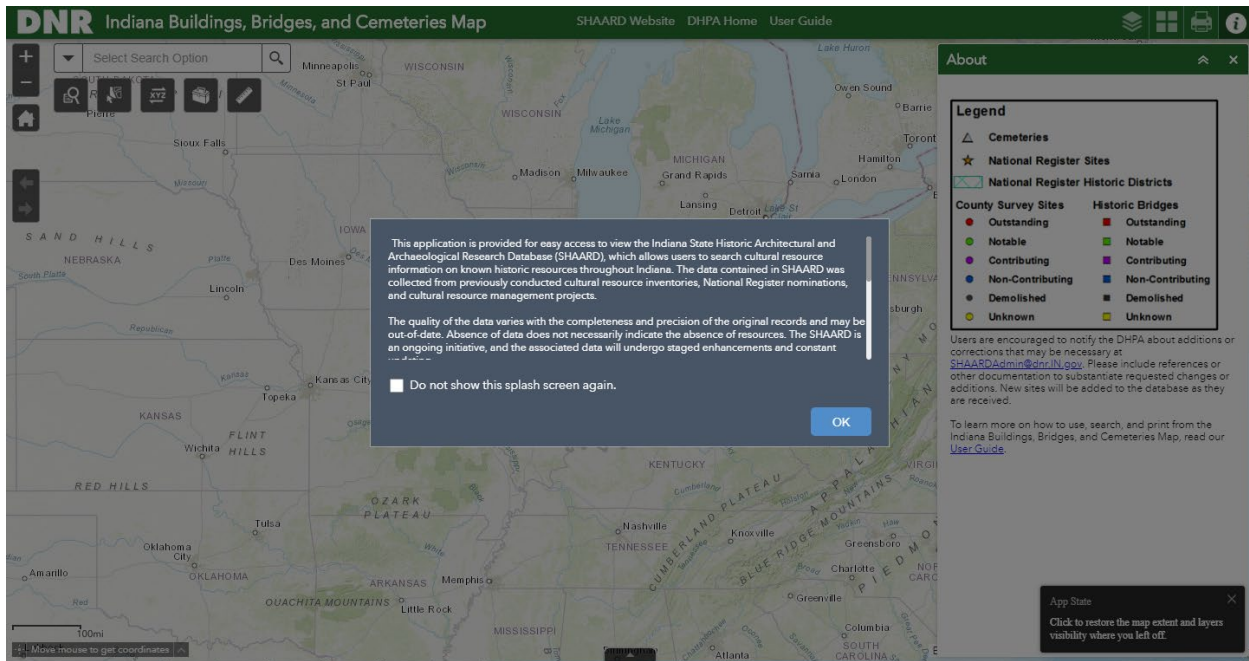 DNR Indiana Buildings, Bridges, and Cemeteries Map
SHAARD Website DHPA Home User Guide
Select Search Option
XYZ
About
Legend
Cemeteries
National Register Sites
National Register Historic Districts
County Survey Sites Historic Bridges
Outstanding Outstanding
Notable Notable
Contributing Contributing
Non-Contributing Non-Contributing
Demolished Demolished
Unknown Unknown
Users are encouraged to notify the DHPA about additions or
corrections that may be necessary at
SHAARDAdmin@dnr.IN.gov. Please include references or
other documentation to substantiate requested changes or
additions. New sites will be added to the database as they
are received.
To learn more on how to use, search, and print from the
Indiana Buildings, Bridges, and Cemeteries Map, read our
User Guide.
This application is provided for easy access to view the Indiana State Historic Architectural and
Archaeological Research Database (SHAARD), which allows users to search cultural resource
information on known historic resources throughout Indiana. The data contained in SHAARD was
collected from previously conducted cultural resource inventories, National Register nominations,
and cultural resource management projects.
The quality of the data varies with the completeness and precision of the original records and may be
out-of-date. Absence of data does not necessarily indicate the absence of resources. The SHAARD is
an ongoing initiative, and the associated data will undergo staged enhancements and constant
Do not show this splash screen again.
OK
Minneapolis
St Paul
WISCONSIN
WISCONSIN
Lake Huron
Owen Sound
Barrie
Pierre
Lake
Michigan
Sioux Falls
MICHIGAN
Hamilton
Wisconsin
Madison
Milwaukee
Grand Rapids
Sarnia
London
Missouri
Lansing
Detroit
Lake St
IOWA
SAND HILLS
NEBRASKA
Platte
Des Moines
South Platte
Lincoln
Republican
Kansas
Kansas City
Topeka
KANSAS
FLINT
HILLS
Wichita
KENTUCKY
RED HILLS
Cumberland
OZARK
PLATEAU
CUMBERLAND PLATEAU
APPALACHIAN
Tulsa
Nashville
Knoxville
BLUE RIDGE MOUNTAINS
TENNESSEE
Greensboro
Oklahoma
City
White
Broad
Charlotte
Amarillo
OKLAHOMA
ARKANSAS
Memphis
Greenville
Red
OUACHITA MOUNTAINS
Little Rock
MISSISSIPPI
Columbia
SOUTH
CAROLINA
Atlanta
100mi
Move mouse to get coordinates
App State
Click to restore the map extent and layers
visibility where you left off.